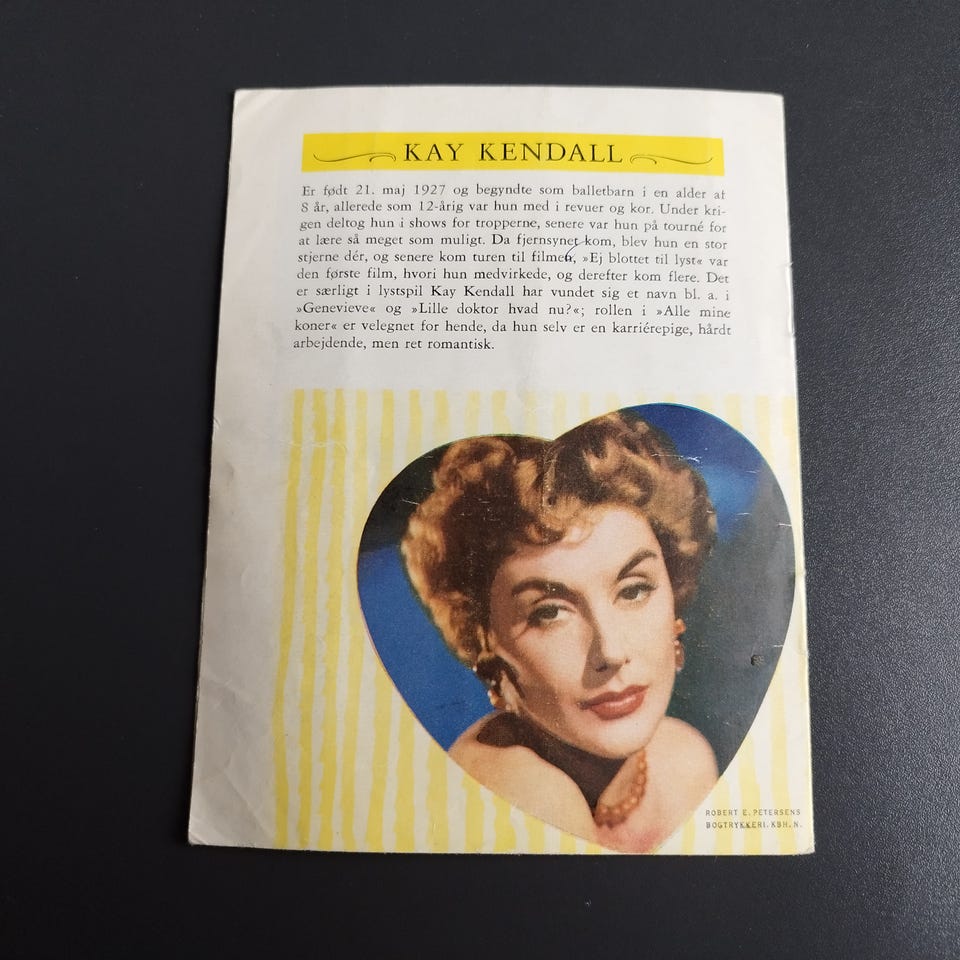 KAY KENDALL
Er født 21. maj 1927 og begyndte som balletbarn i en alder af
8 år, allerede som 12-årig var hun med i revuer og kor. Under kri-
gen deltog hun i shows for tropperne, senere var hun på tourné for
at lære så meget som muligt. Da fjernsynet kom, blev hun en stor
stjerne dér, og senere kom turen til filmen, »Ej blottet til lyst« var
den første film, hvori hun medvirkede, og derefter kom flere. Det
er særligt i lystspil Kay Kendall har vundet sig et navn bl. a. i
»Genevieve« og »Lille doktor hvad nu?«; rollen i »Alle mine
koner« er velegnet for hende, da hun selv er en karriérepige, hårdt
arbejdende, men ret romantisk.
ROBERT E. PETERSENS
BOGTRYKKERI. KBH. N.